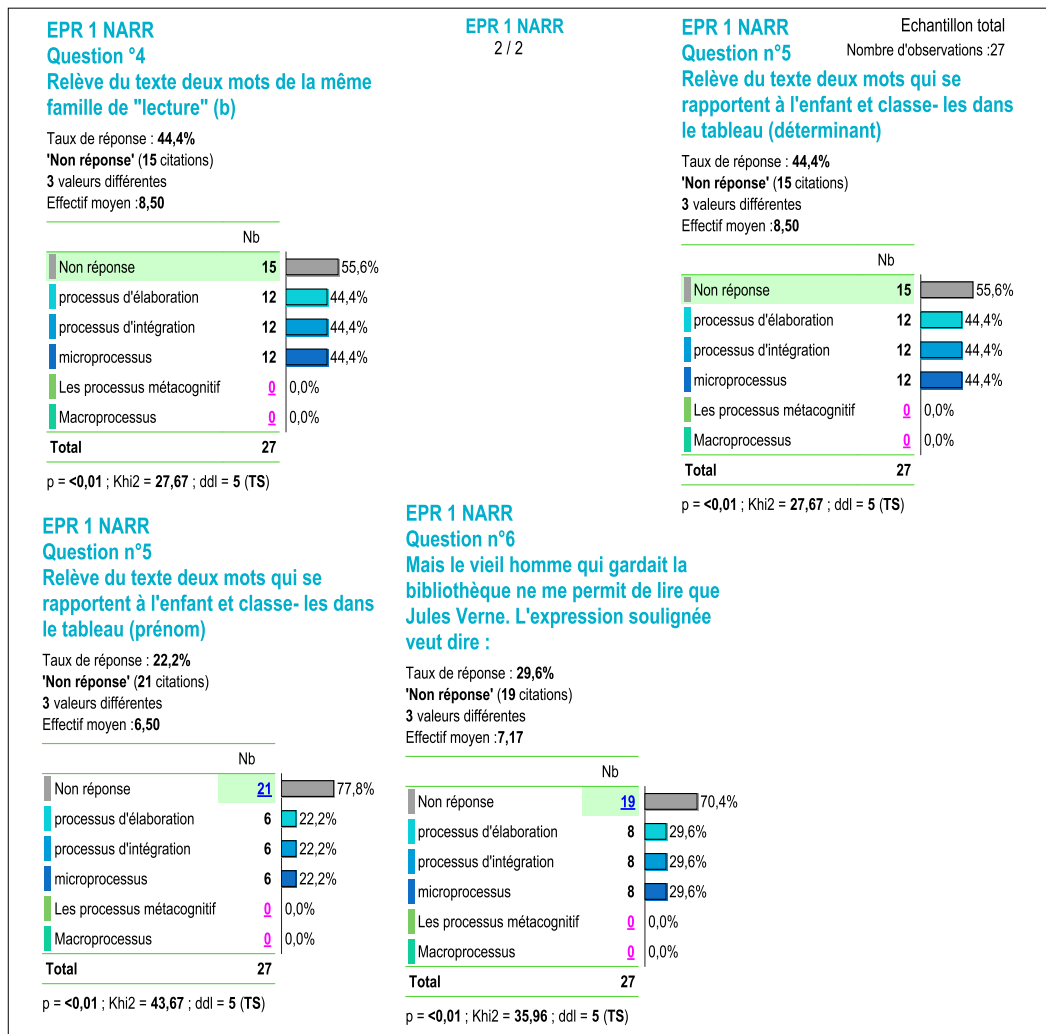 EPR 1 NARR
Question °4
Relève du texte deux mots de la même
famille de "lecture" (b)
Taux de réponse : 44,4%
'Non réponse' (15 citations)
3 valeurs différentes
Effectif moyen :8,50
Nb
Non réponse 15 55,6%
processus d'élaboration 12 44,4%
processus d'intégration 12 44,4%
microprocessus 12 44,4%
Les processus métacognitif 0 0,0%
Macroprocessus 0 0,0%
Total 27
p = <0,01 ; Khi2 = 27,67 ; ddl = 5 (TS)
EPR 1 NARR
2 / 2
Echantillon total
Nombre d'observations :27
EPR 1 NARR
Question n°5
Relève du texte deux mots qui se
rapportent à l'enfant et classe- les dans
le tableau (déterminant)
Taux de réponse : 44,4%
'Non réponse' (15 citations)
3 valeurs différentes
Effectif moyen :8,50
Nb
Non réponse 15 55,6%
processus d'élaboration 12 44,4%
processus d'intégration 12 44,4%
microprocessus 12 44,4%
Les processus métacognitif 0 0,0%
Macroprocessus 0 0,0%
Total 27
p = <0,01 ; Khi2 = 27,67 ; ddl = 5 (TS)
EPR 1 NARR
Question n°5
Relève du texte deux mots qui se
rapportent à l'enfant et classe- les dans
le tableau (prénom)
Taux de réponse : 22,2%
'Non réponse' (21 citations)
3 valeurs différentes
Effectif moyen :6,50
Nb
Non réponse 21 77,8%
processus d'élaboration 6 22,2%
processus d'intégration 6 22,2%
microprocessus 6 22,2%
Les processus métacognitif 0 0,0%
Macroprocessus 0 0,0%
Total 27
p = <0,01 ; Khi2 = 43,67 ; ddl = 5 (TS)
EPR 1 NARR
Question n°6
Mais le vieil homme qui gardait la
bibliothèque ne me permit de lire que
Jules Verne. L'expression soulignée
veut dire :
Taux de réponse : 29,6%
'Non réponse' (19 citations)
3 valeurs différentes
Effectif moyen :7,17
Nb
Non réponse 19 70,4%
processus d'élaboration 8 29,6%
processus d'intégration 8 29,6%
microprocessus 8 29,6%
Les processus métacognitif 0 0,0%
Macroprocessus 0 0,0%
Total 27
p = <0,01 ; Khi2 = 35,96 ; ddl = 5 (TS)